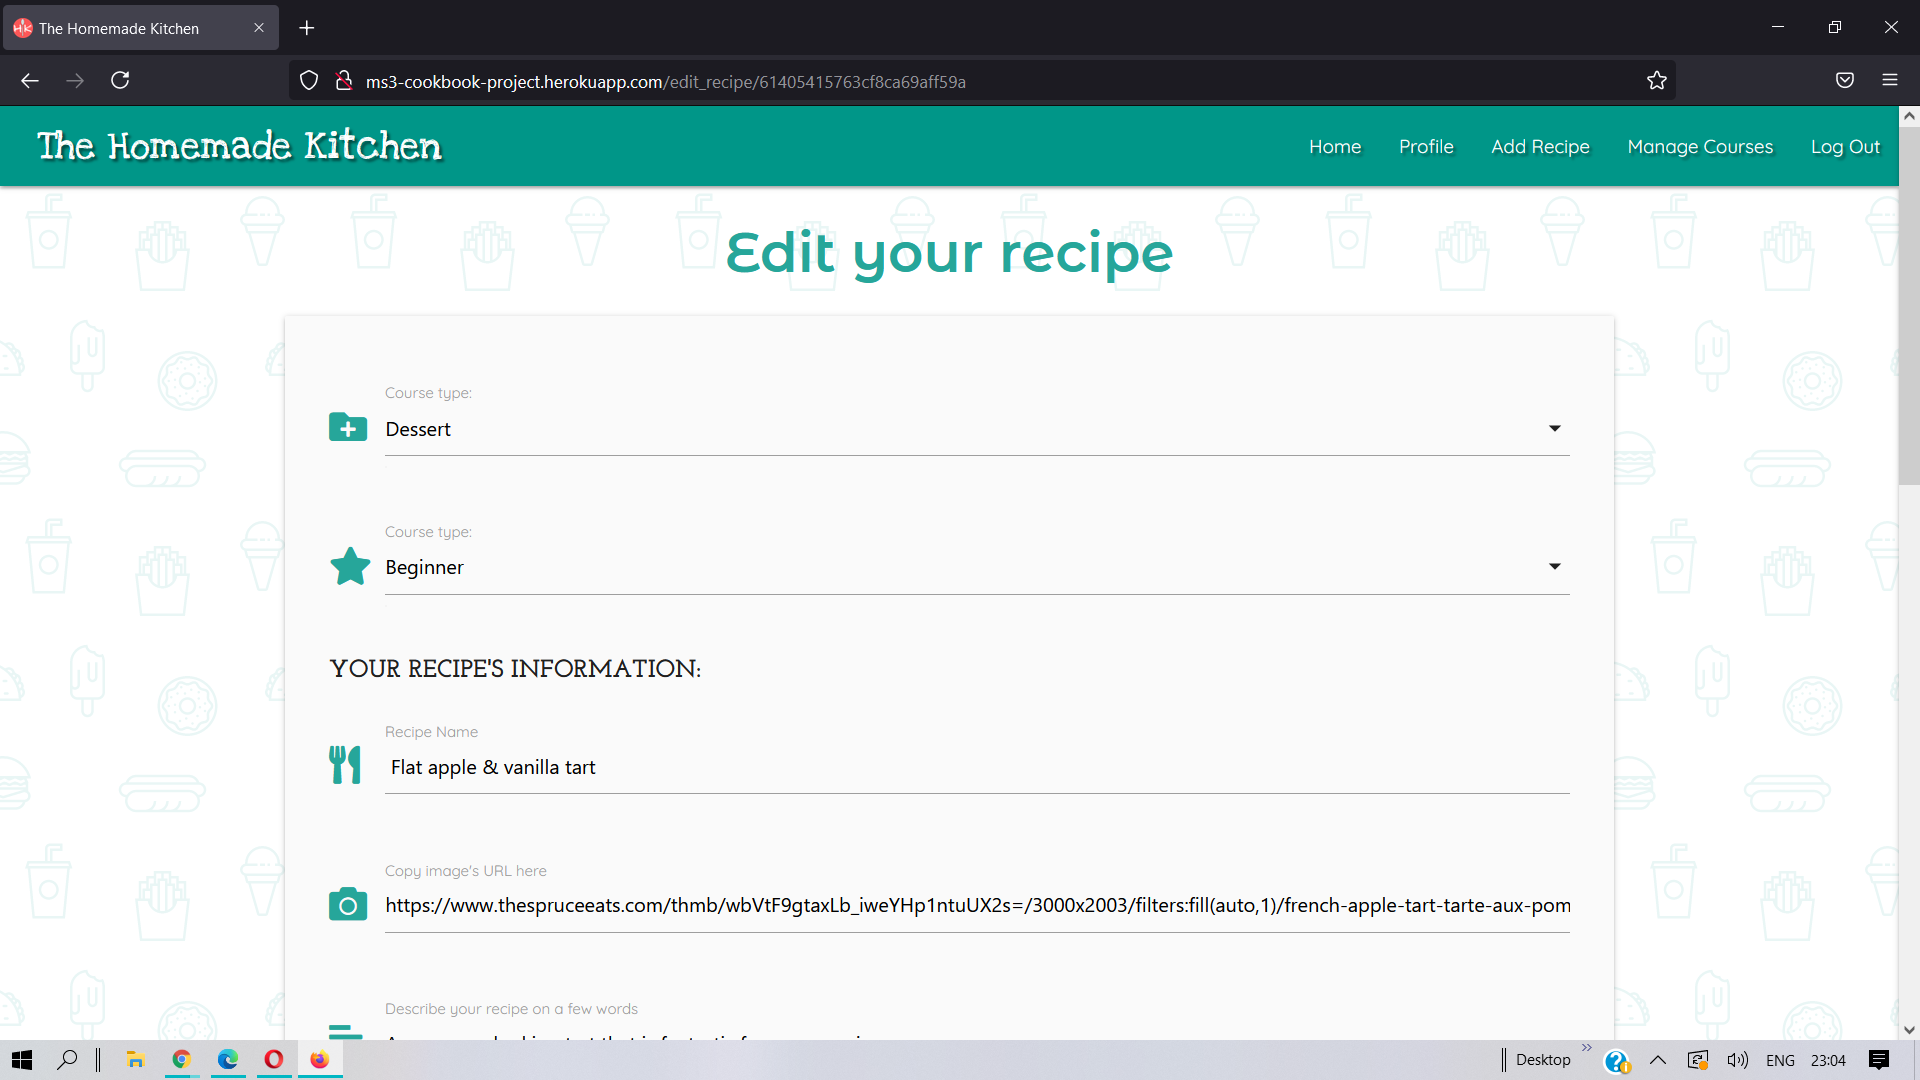 The Homemade Kitchen
ms3-cookbook-project.herokuapp.com/edit_recipe/61405415763cf8ca69aff59a
The Homemade Kitchen
Home Profile Add Recipe Manage Courses Log Out
Edit your recipe
Course type:
Dessert
Course type:
Beginner
YOUR RECIPE'S INFORMATION:
Recipe Name
Flat apple & vanilla tart
Copy image's URL here
https://www.thespruceeats.com/thmb/wbVtF9gtaxLb_iweYHp1ntuUX2s=/3000x2003/filters:fill(auto,1)/french-apple-tart-tarte-aux-pom
Describe your recipe on a few words
Desktop ENG 23:04